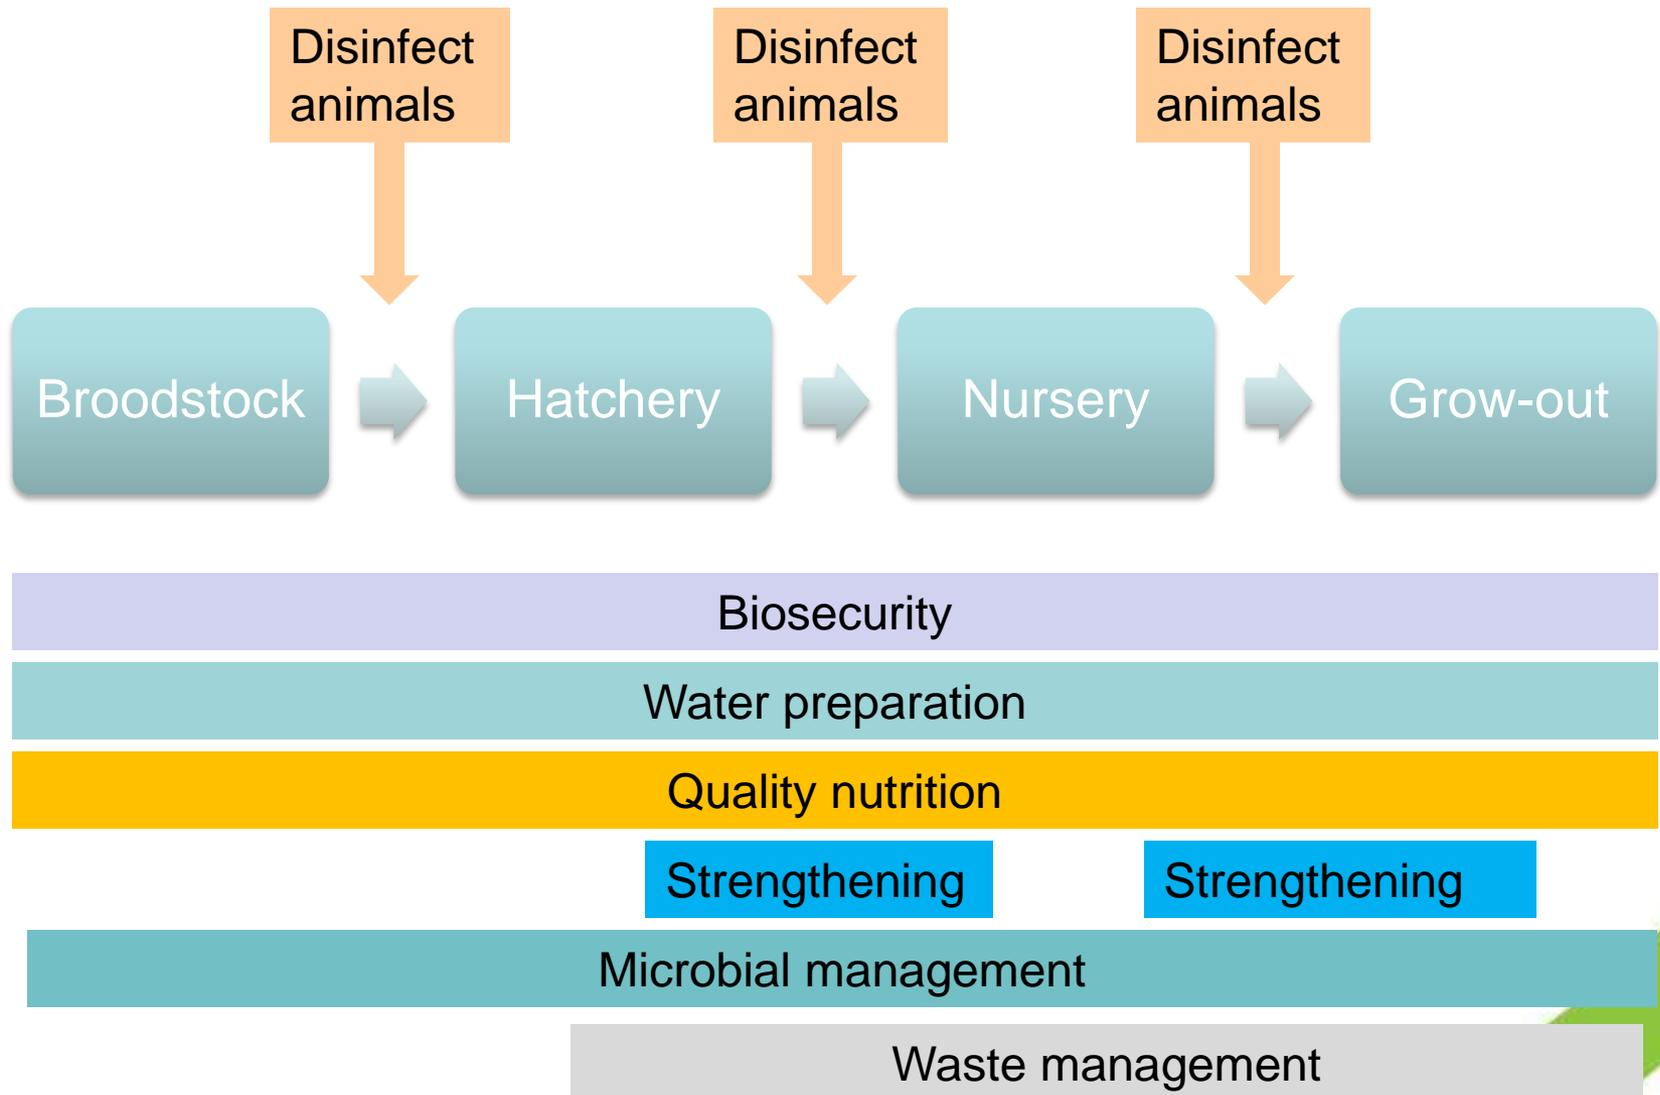 Disinfect
animals
Disinfect
animals
Disinfect
animals
Broodstock
Hatchery
Nursery
Grow-out
Biosecurity
Water preparation
Quality nutrition
Strengthening
Strengthening
Microbial management
Waste management